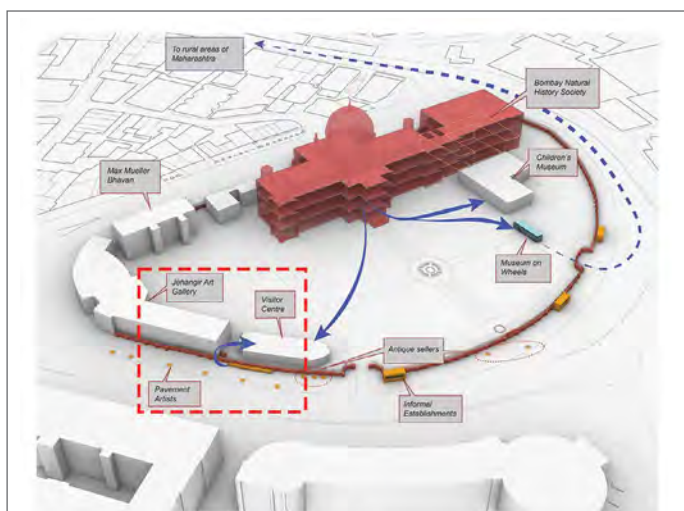 To rural areas of
Maharashtra
Bombay Natural
History Society
Max Mueller
Bhavan
Children's
Museum
Museum on
Wheels
Jehangir Art
Gallery
Visitor
Centre
Antique sellers
Pavement
Artists
Informal
Establishments